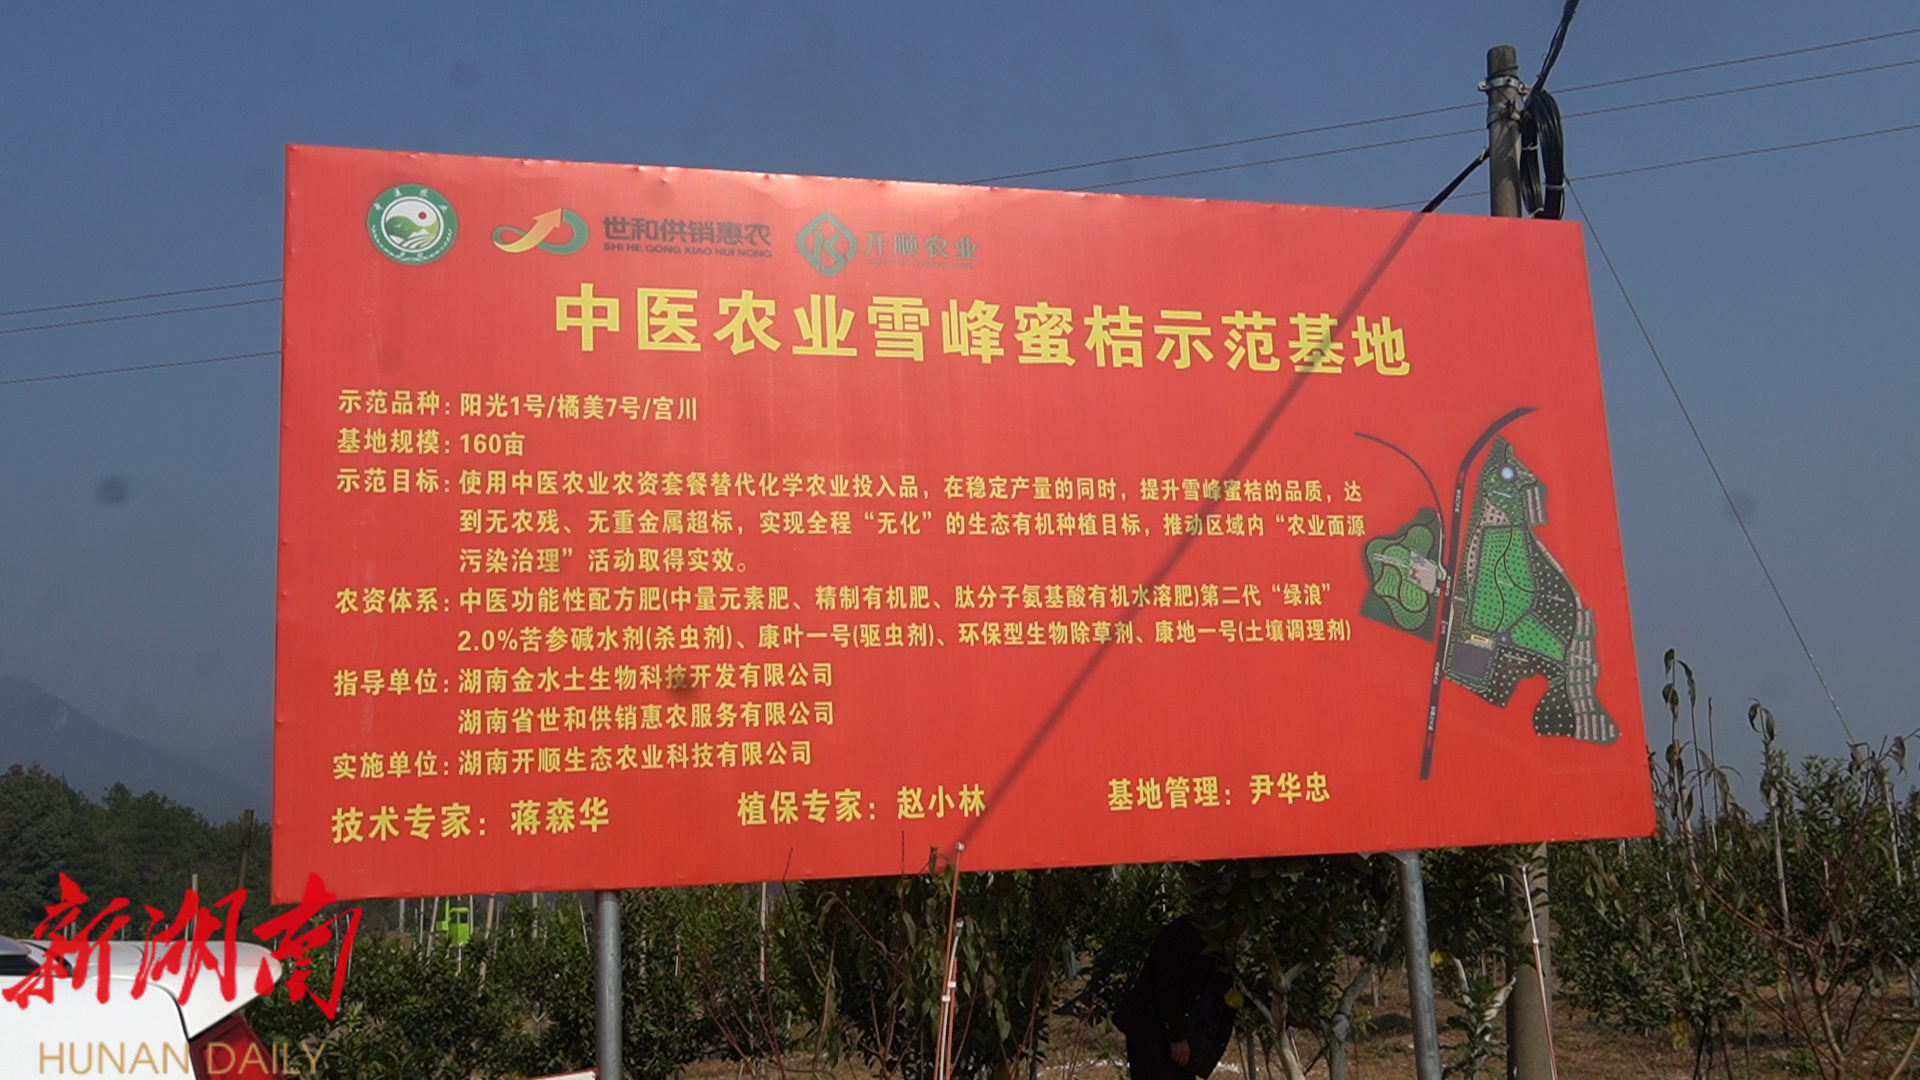 世和供销惠农
SHI HE GONG XIAO HUI NONG
开顺农业
中医农业雪峰蜜桔示范基地
示范品种：阳光1号/橘美7号/宫川
基地规模：160亩
示范目标：使用中医农业农资套餐替代化学农业投入品，在稳定产量的同时，提升雪峰蜜桔的品质，达
到无农残、无重金属超标，实现全程“无化”的生态有机种植目标，推动区域内“农业面源
污染治理”活动取得实效。
农资体系：中医功能性配方肥(中量元素肥、精制有机肥、肽分子氨基酸有机水溶肥)第二代“绿浪”
2.0%苦参碱水剂(杀虫剂)、康叶一号(驱虫剂)、环保型生物除草剂、康地一号(土壤调理剂)
指导单位：湖南金水土生物科技开发有限公司
湖南省世和供销惠农服务有限公司
实施单位：湖南开顺生态农业科技有限公司
技术专家：蒋森华 植保专家：赵小林 基地管理：尹华忠
新湖南
HUNAN DAILY